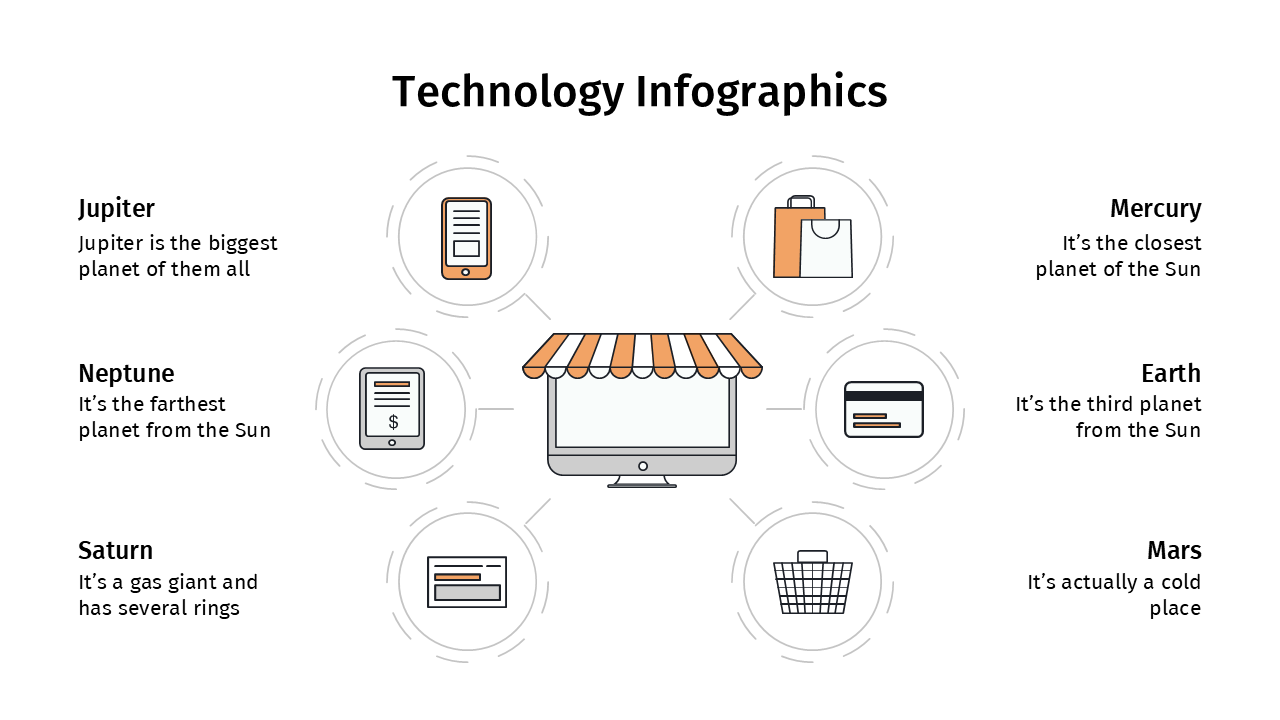 Technology Infographics
Jupiter
Jupiter is the biggest
planet of them all
Neptune
It’s the farthest
planet from the Sun
$
Saturn
It’s a gas giant and
has several rings
Mercury
It’s the closest
planet of the Sun
Earth
It’s the third planet
from the Sun
Mars
It’s actually a cold
place